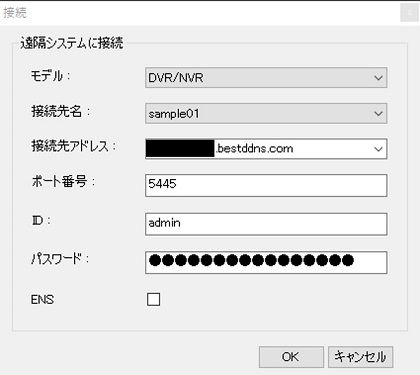 接続
遠隔システムに接続
モデル： DVR/NVR
接続先名： sample01
接続先アドレス： .bestddns.com
ポート番号： 5445
ID： admin
パスワード： ●●●●●●●●●●●●●●●●
ENS
OK キャンセル